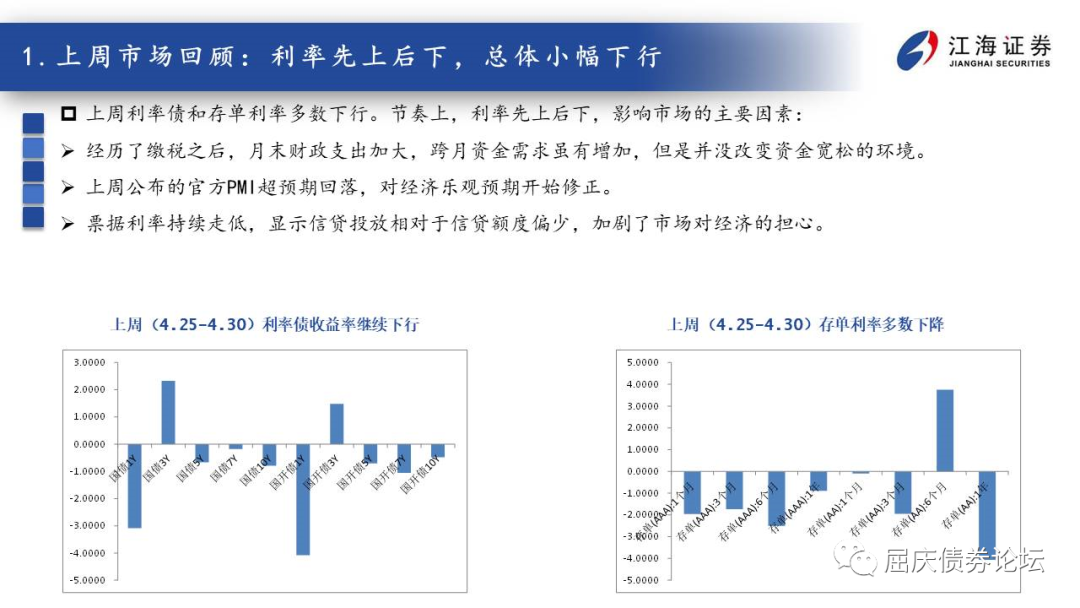 1.上周市场回顾：利率先上后下，总体小幅下行
江海证券
JIANGHAI SECURITIES
上周利率债和存单利率多数下行。节奏上，利率先上后下，影响市场的主要因素：
经历了缴税之后，月末财政支出加大，跨月资金需求虽有增加，但是并没改变资金宽松的环境。
上周公布的官方PMI超预期回落，对经济乐观预期开始修正。
票据利率持续走低，显示信贷投放相对于信贷额度偏少，加剧了市场对经济的担心。
上周（4.25-4.30）利率债收益率继续下行
3.0000
2.0000
1.0000
0.0000
-1.0000
-2.0000
-3.0000
-4.0000
-5.0000
国债1Y
国债3Y
国债5Y
国债7Y
国债10Y
国开债1Y
国开债3Y
国开债5Y
国开债7Y
国开债10Y
上周（4.25-4.30）存单利率多数下降
5.0000
4.0000
3.0000
2.0000
1.0000
0.0000
-1.0000
-2.0000
-3.0000
-4.0000
-5.0000
存单(AAA):1个月
存单(AAA):3个月
存单(AAA):6个月
存单(AAA):1年
存单(AA):1个月
存单(AA):3个月
存单(AA):6个月
存单(AA):1年
屈庆债券论坛